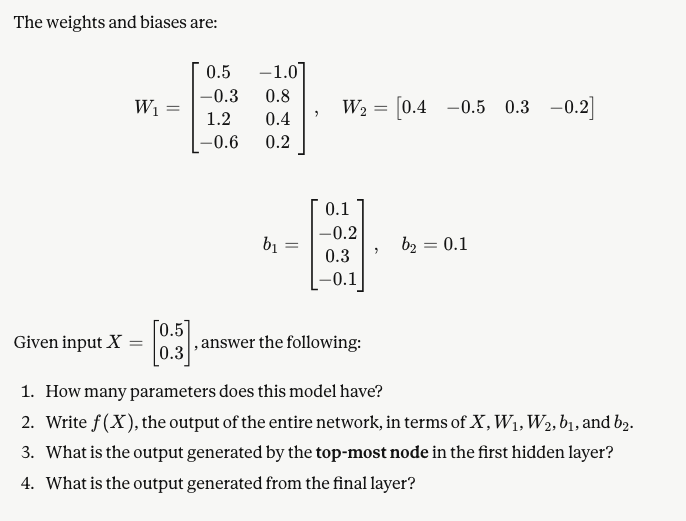 The weights and biases are:
W₁ = [0.5 −1.0; −0.3 0.8; 1.2 0.4; −0.6 0.2], W₂ = [0.4 −0.5 0.3 −0.2]
b₁ = [0.1; −0.2; 0.3; −0.1], b₂ = 0.1
Given input X = [0.5; 0.3], answer the following:
1. How many parameters does this model have?
2. Write f(X), the output of the entire network, in terms of X, W₁, W₂, b₁, and b₂.
3. What is the output generated by the top-most node in the first hidden layer?
4. What is the output generated from the final layer?